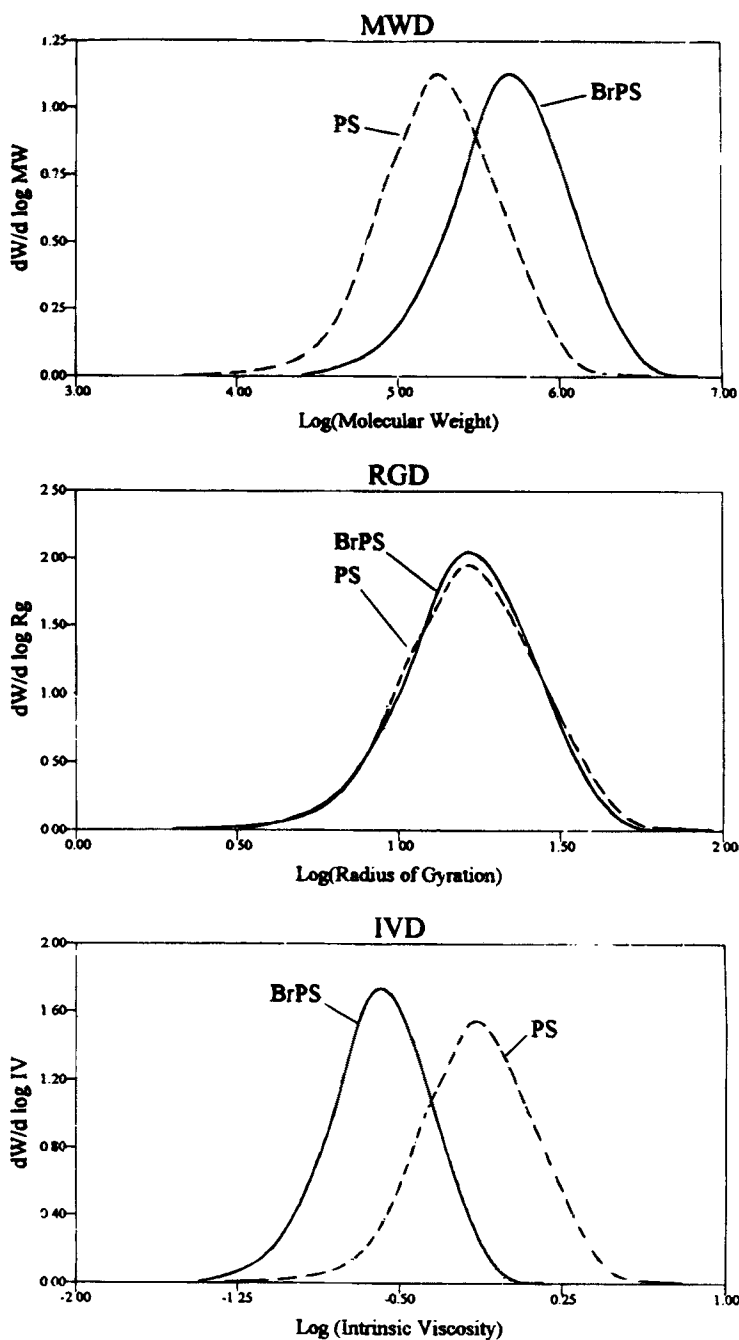 MWD
1.25
1.00
0.75
0.50
0 25
0.00
3.00
4 00
5 00
6 00
7.00
PS
BrPS
dW/d log MW
Log(Molecular Weight)
RGD
2 50
2 00
1.50
1 00
0 50
0 00
0.00
0 50
1 00
1 50
2 00
BrPS
PS
dW/d log Rg
Log(Radius of Gyration)
IVD
2 00
1 60
1.20
0.80
0 40
0.00
-2.00
-1 25
-0.50
0.25
1.00
BrPS
PS
dW/d log IV
Log (Intrinsic Viscosity)